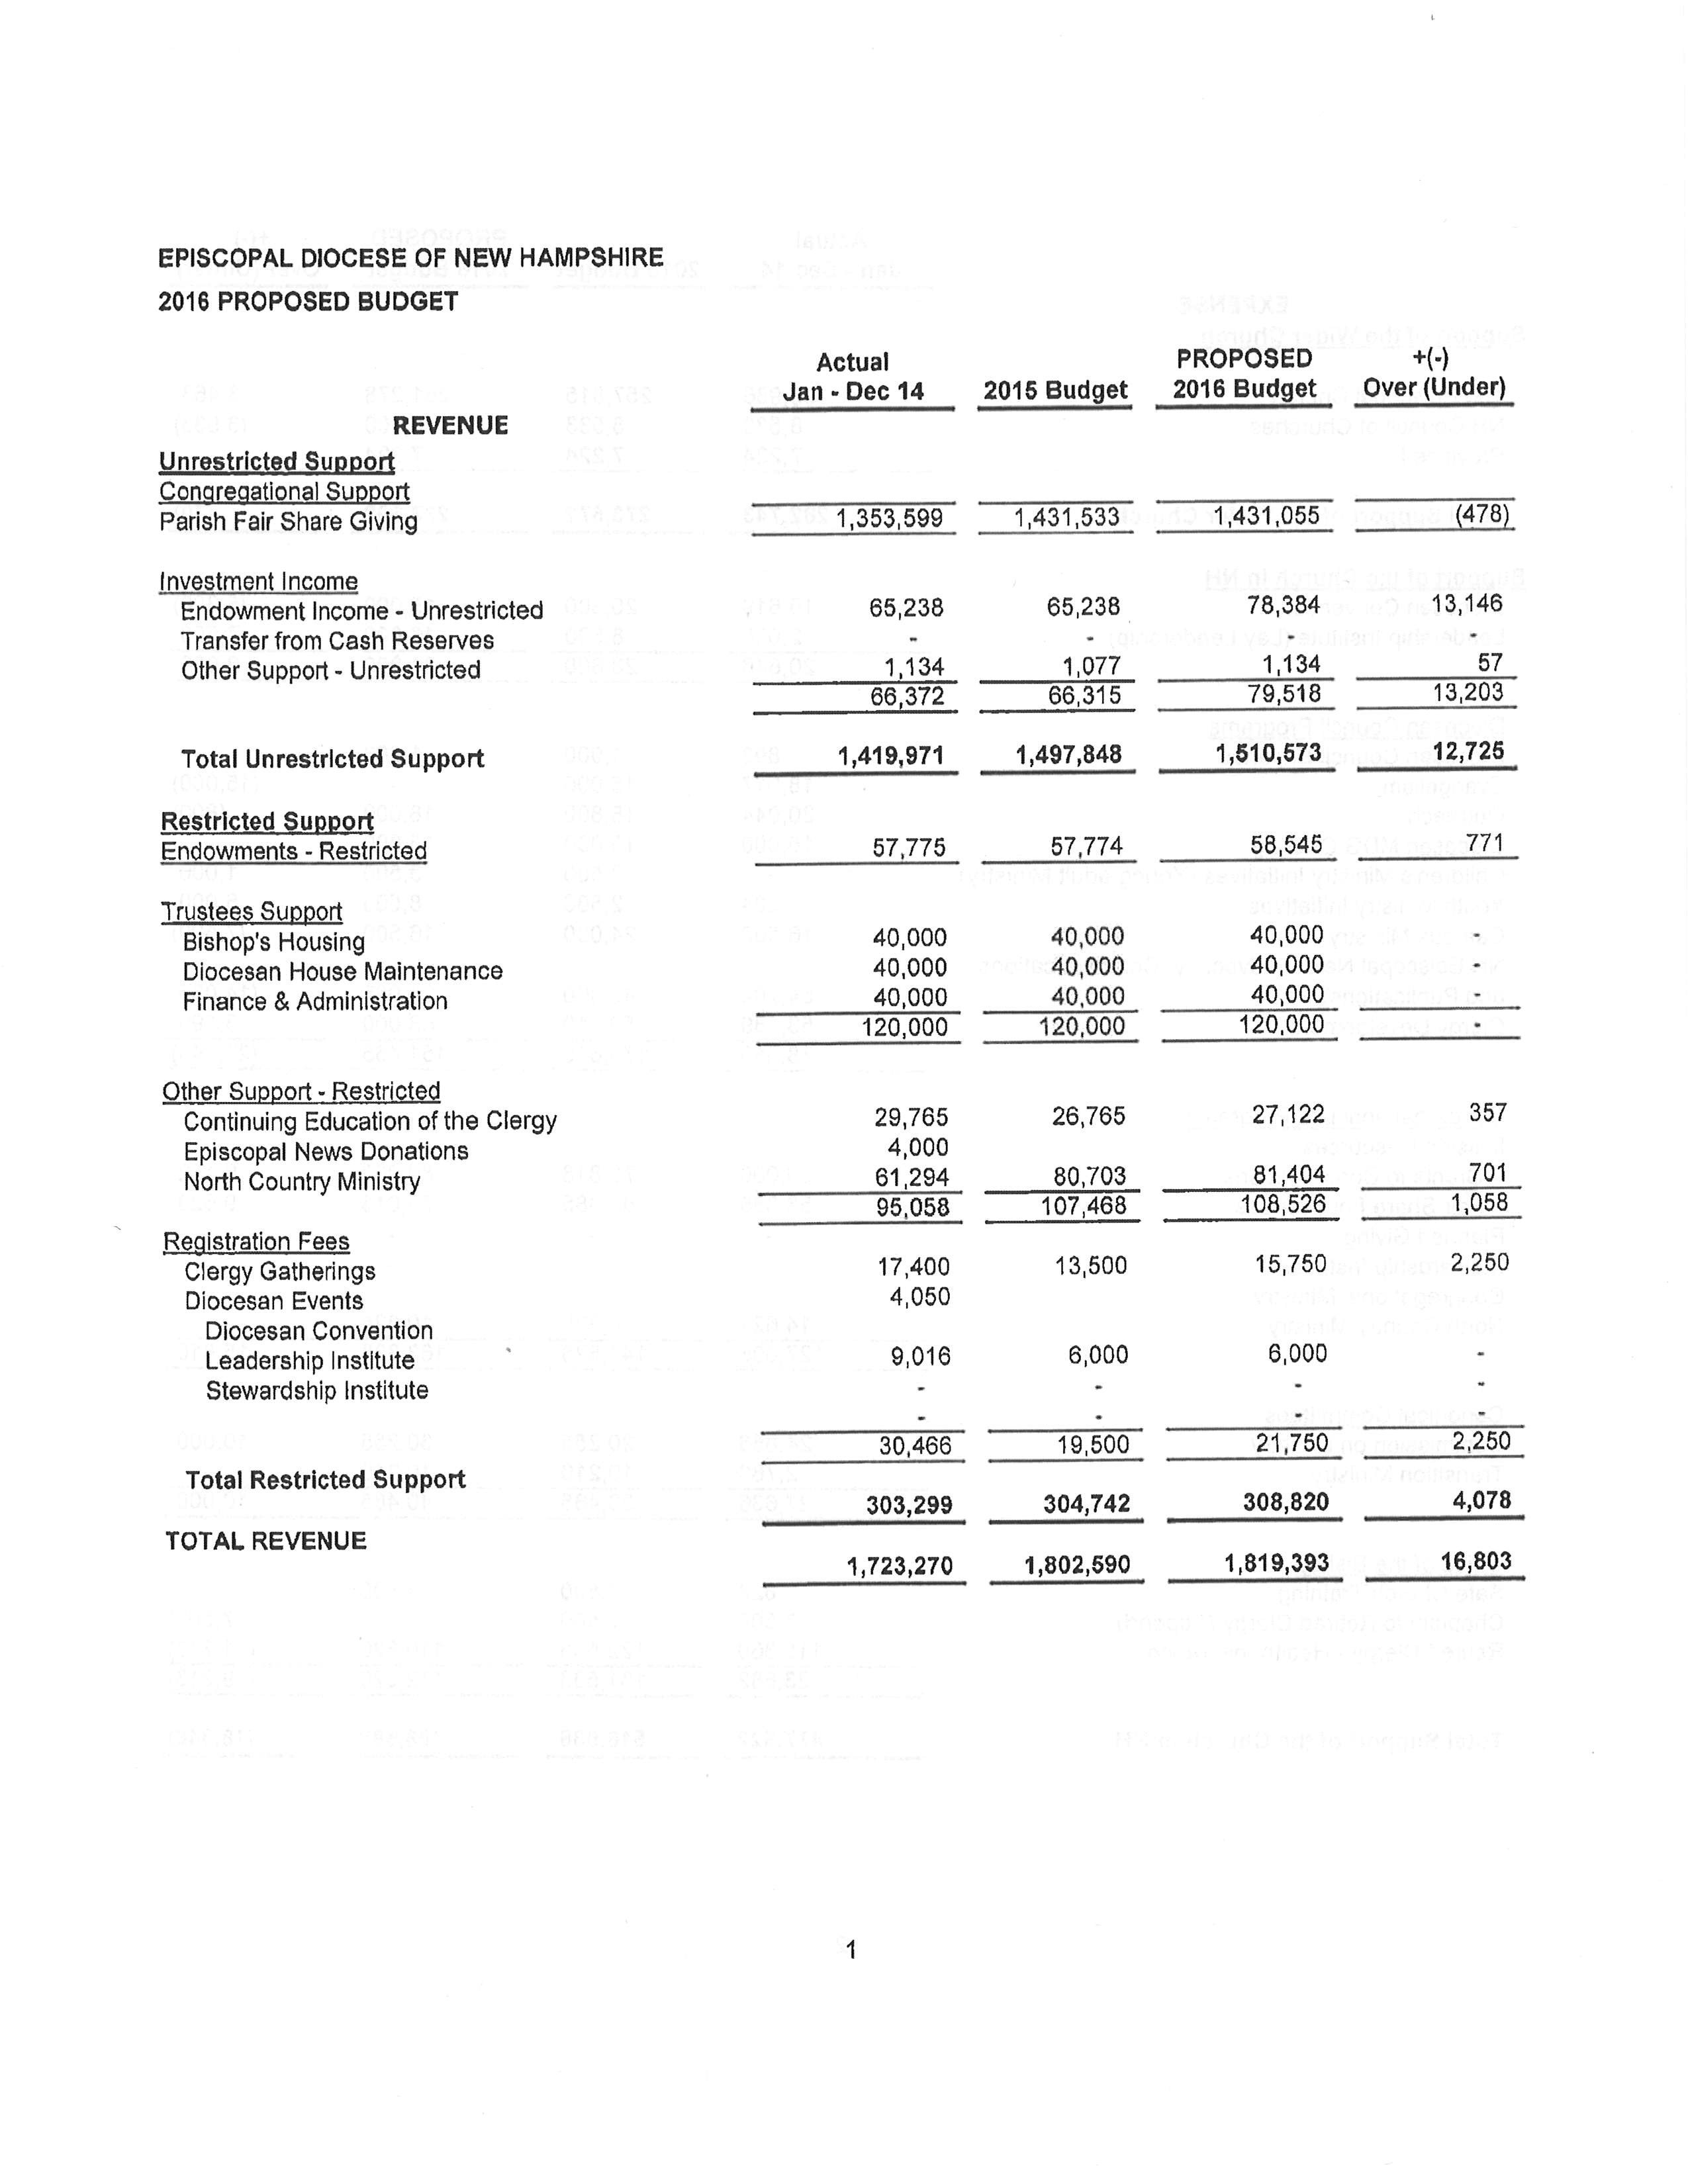 EPISCOPAL DIOCESE OF NEW HAMPSHIRE
2016 PROPOSED BUDGET
Actual PROPOSED +(-)
Jan - Dec 14 2015 Budget 2016 Budget Over (Under)
REVENUE
Unrestricted Support
Congregational Support
Parish Fair Share Giving 1,353,599 1,431,533 1,431,055 (478)
Investment Income
Endowment Income - Unrestricted 65,238 65,238 78,384 13,146
Transfer from Cash Reserves - - - -
Other Support - Unrestricted 1,134 1,077 1,134 57
66,372 66,315 79,518 13,203
Total Unrestricted Support 1,419,971 1,497,848 1,510,573 12,725
Restricted Support
Endowments - Restricted 57,775 57,774 58,545 771
Trustees Support
Bishop's Housing 40,000 40,000 40,000 -
Diocesan House Maintenance 40,000 40,000 40,000 -
Finance & Administration 40,000 40,000 40,000 -
120,000 120,000 120,000 -
Other Support - Restricted
Continuing Education of the Clergy 29,765 26,765 27,122 357
Episcopal News Donations 4,000
North Country Ministry 61,294 80,703 81,404 701
95,058 107,468 108,526 1,058
Registration Fees
Clergy Gatherings 17,400 13,500 15,750 2,250
Diocesan Events 4,050
Diocesan Convention
Leadership Institute 9,016 6,000 6,000 -
Stewardship Institute - - - -
- - - -
30,466 19,500 21,750 2,250
Total Restricted Support
303,299 304,742 308,820 4,078
TOTAL REVENUE
1,723,270 1,802,590 1,819,393 16,803
1